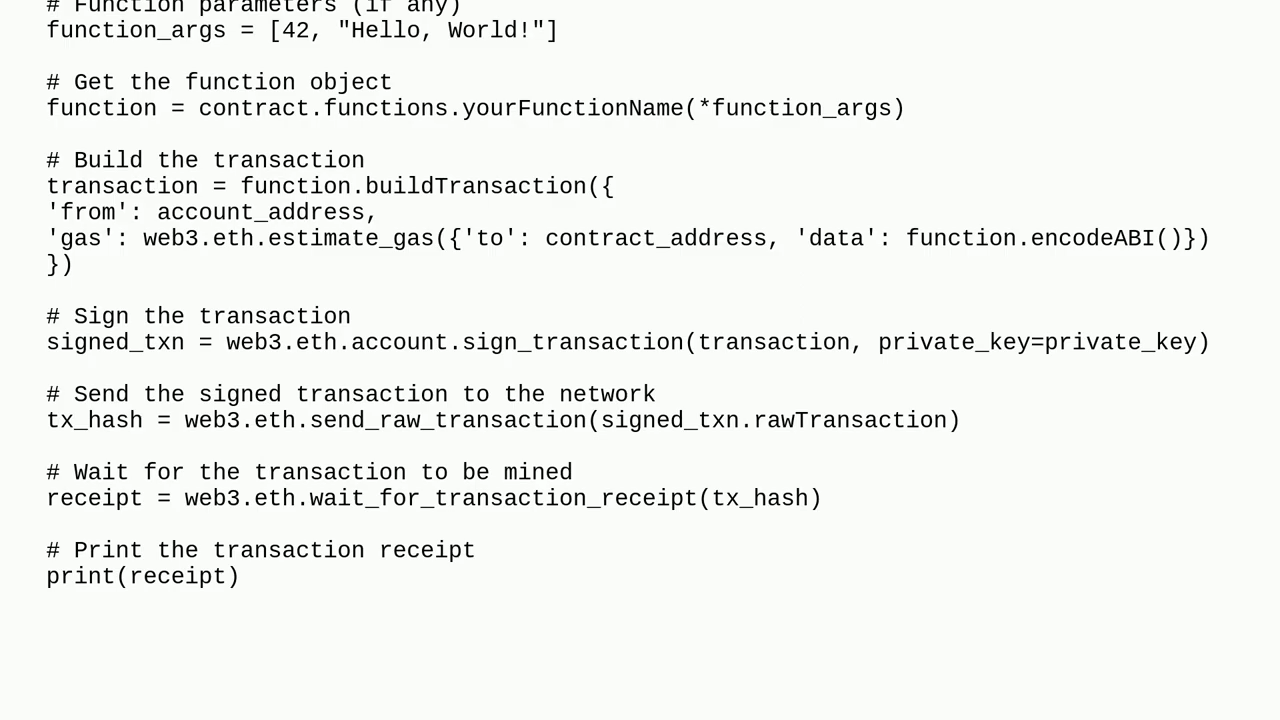 # Function parameters (if any)
function_args = [42, "Hello, World!"]
# Get the function object
function = contract.functions.yourFunctionName(*function_args)
# Build the transaction
transaction = function.buildTransaction({
'from': account_address,
'gas': web3.eth.estimate_gas({'to': contract_address, 'data': function.encodeABI()})
})
# Sign the transaction
signed_txn = web3.eth.account.sign_transaction(transaction, private_key=private_key)
# Send the signed transaction to the network
tx_hash = web3.eth.send_raw_transaction(signed_txn.rawTransaction)
# Wait for the transaction to be mined
receipt = web3.eth.wait_for_transaction_receipt(tx_hash)
# Print the transaction receipt
print(receipt)